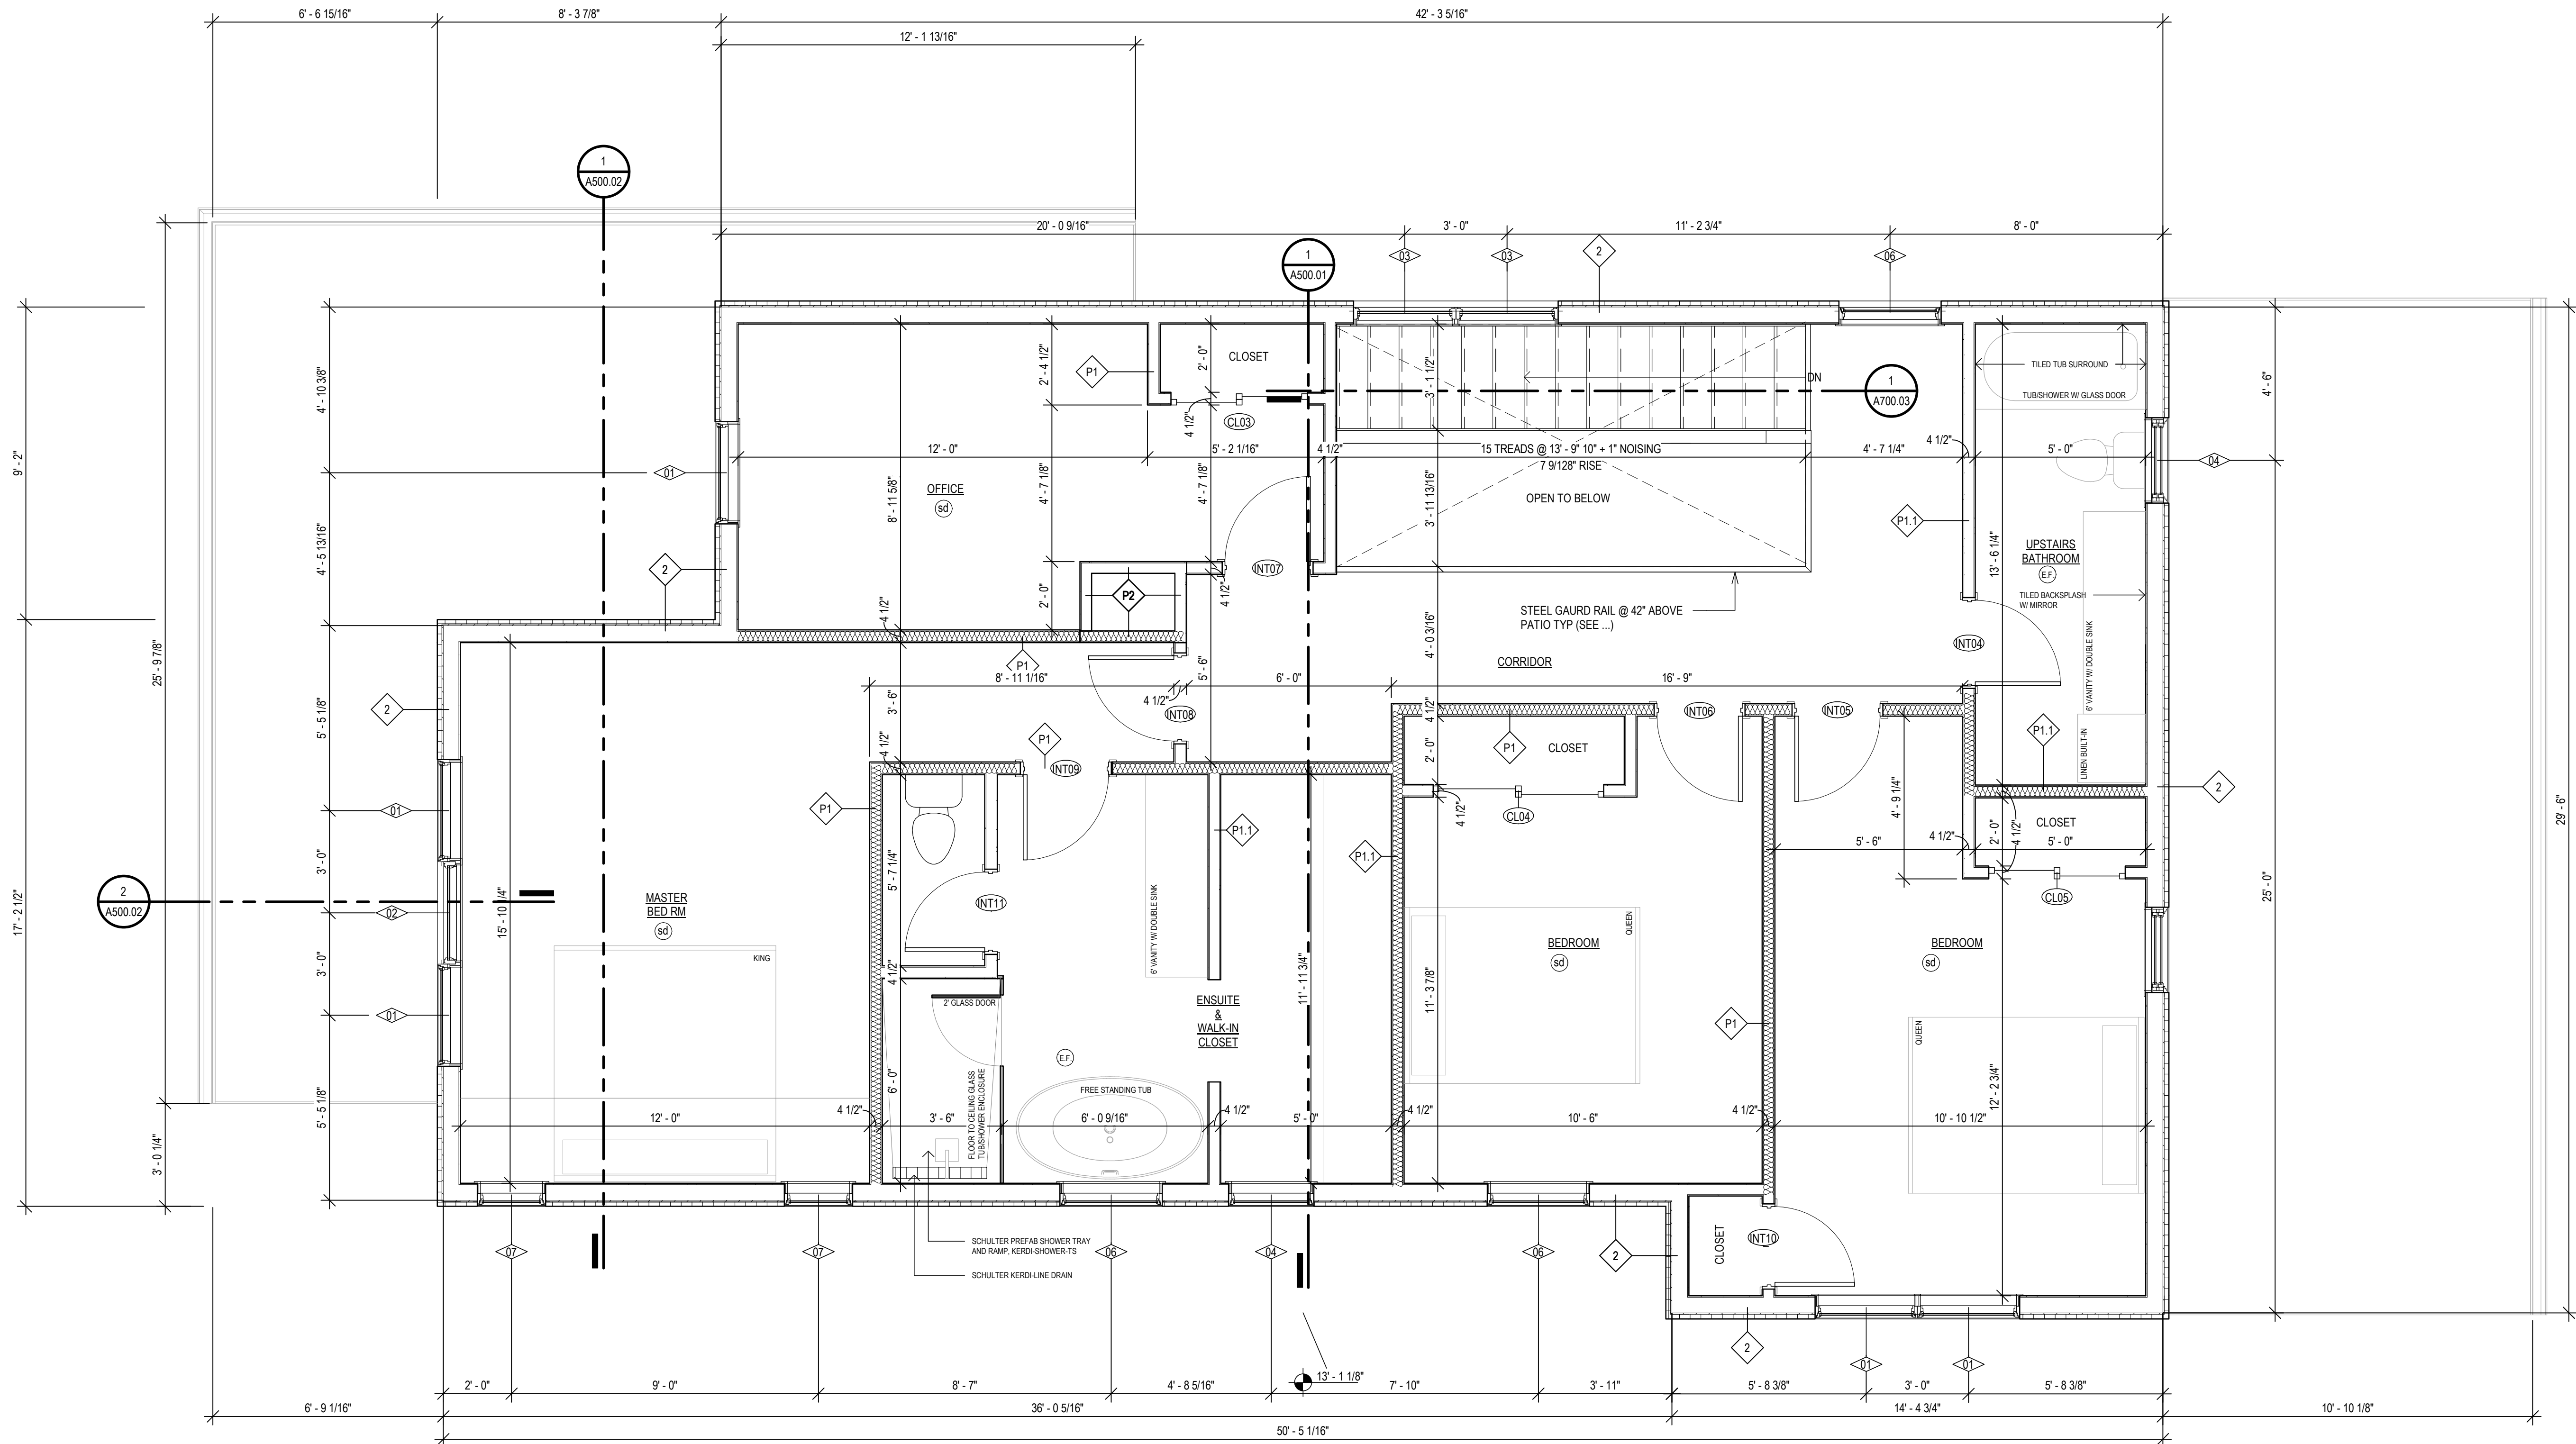 6' - 6 15/16"
8' - 3 7/8"
42' - 3 5/16"
12' - 1 13/16"
1
A500.02
20' - 0 9/16"
3' - 0"
11' - 2 3/4"
8' - 0"
03
03
2
06
1
A500.01
4' - 10 3/8"
2' - 4 1/2"
P1
2' - 0"
CLOSET
4 1/2"
CL03
3' - 1 1/2"
DN
1
A700.03
TILED TUB SURROUND
TUB/SHOWER W/ GLASS DOOR
4' - 6"
9' - 2"
12' - 0"
5' - 2 1/16"
4 1/2"
15 TREADS @ 13' - 9" 10" + 1" NOISING
7 9/128" RISE
4' - 7 1/4"
4 1/2"
5' - 0"
04
01
OFFICE
sd
8' - 11 5/8"
4' - 7 1/8"
4' - 7 1/8"
3' - 11 13/16"
OPEN TO BELOW
P1.1
4' - 5 13/16"
2
INT07
P2
2' - 0"
4 1/2"
4 1/2"
UPSTAIRS
BATHROOM
E.F.
13' - 6 1/4"
TILED BACKSPLASH
W/ MIRROR
STEEL GAURD RAIL @ 42" ABOVE
PATIO TYP (SEE ...)
6' VANITY W/ DOUBLE SINK
25' - 9 7/8"
P1
8' - 11 1/16"
5' - 6"
6' - 0"
4' - 0 3/16"
CORRIDOR
16' - 9"
INT04
2
5' - 5 1/8"
3' - 6"
4 1/2"
INT08
4 1/2"
INT06
INT05
P1
4 1/2"
INT09
2' - 0"
P1
CLOSET
P1.1
LINEN BUILT-IN
2
29' - 6"
01
P1
P1.1
4 1/2"
CL04
4' - 9 1/4"
5' - 6"
4 1/2"
2' - 0"
4 1/2"
CLOSET
5' - 0"
P1.1
3' - 0"
5' - 7 1/4"
CL05
25' - 0"
2
A500.02
17' - 2 1/2"
02
15' - 10 1/4"
MASTER
BED RM
sd
INT11
6' VANITY W/ DOUBLE SINK
QUEEN
BEDROOM
sd
BEDROOM
sd
KING
3' - 0"
4 1/2"
2' GLASS DOOR
11' - 11 3/4"
11' - 3 7/8"
ENSUITE
&
WALK-IN
CLOSET
01
P1
QUEEN
E.F.
6' - 0"
FLOOR TO CEILING GLASS
TUB/SHOWER ENCLOSURE
FREE STANDING TUB
12' - 2 3/4"
5' - 5 1/8"
3' - 0 1/4"
12' - 0"
4 1/2"
3' - 6"
6' - 0 9/16"
4 1/2"
5' - 0"
4 1/2"
10' - 6"
4 1/2"
10' - 10 1/2"
07
07
SCHULTER PREFAB SHOWER TRAY
AND RAMP, KERDI-SHOWER-TS
SCHULTER KERDI-LINE DRAIN
06
04
06
2
CLOSET
INT10
2
01
01
2' - 0"
9' - 0"
8' - 7"
4' - 8 5/16"
13' - 1 1/8"
7' - 10"
3' - 11"
5' - 8 3/8"
3' - 0"
5' - 8 3/8"
6' - 9 1/16"
36' - 0 5/16"
14' - 4 3/4"
10' - 10 1/8"
50' - 5 1/16"